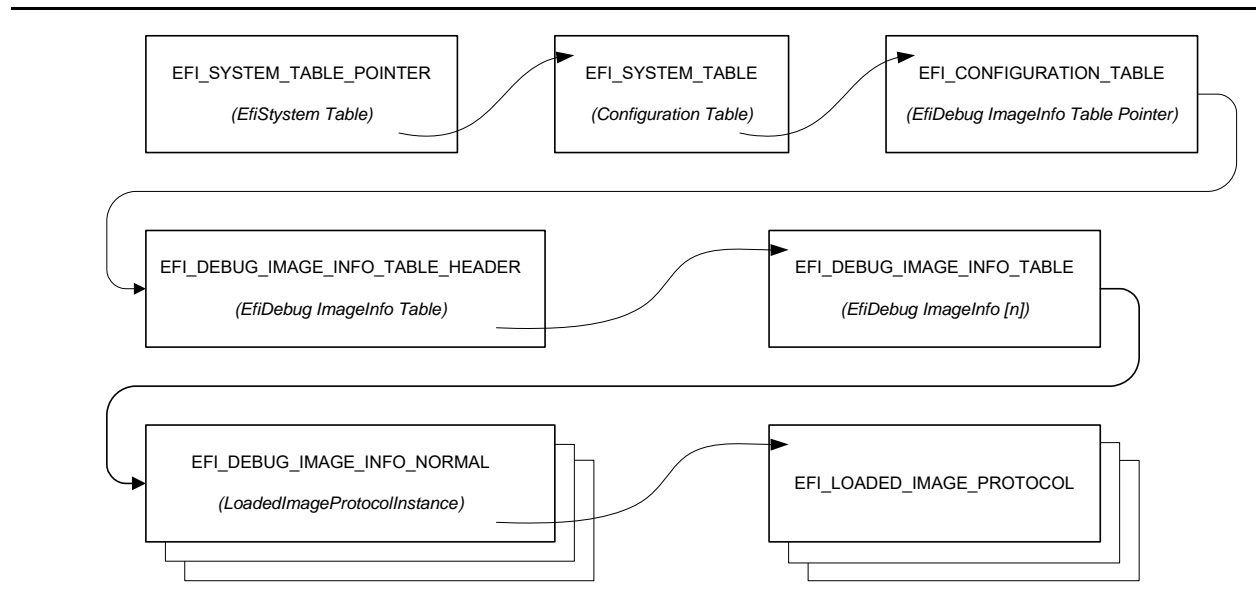 EFI_SYSTEM_TABLE_POINTER
(EfiStystem Table)
EFI_SYSTEM_TABLE
(Configuration Table)
EFI_CONFIGURATION_TABLE
(EfiDebug ImageInfo Table Pointer)
EFI_DEBUG_IMAGE_INFO_TABLE_HEADER
(EfiDebug ImageInfo Table)
EFI_DEBUG_IMAGE_INFO_TABLE
(EfiDebug ImageInfo [n])
EFI_DEBUG_IMAGE_INFO_NORMAL
(LoadedImageProtocolInstance)
EFI_LOADED_IMAGE_PROTOCOL